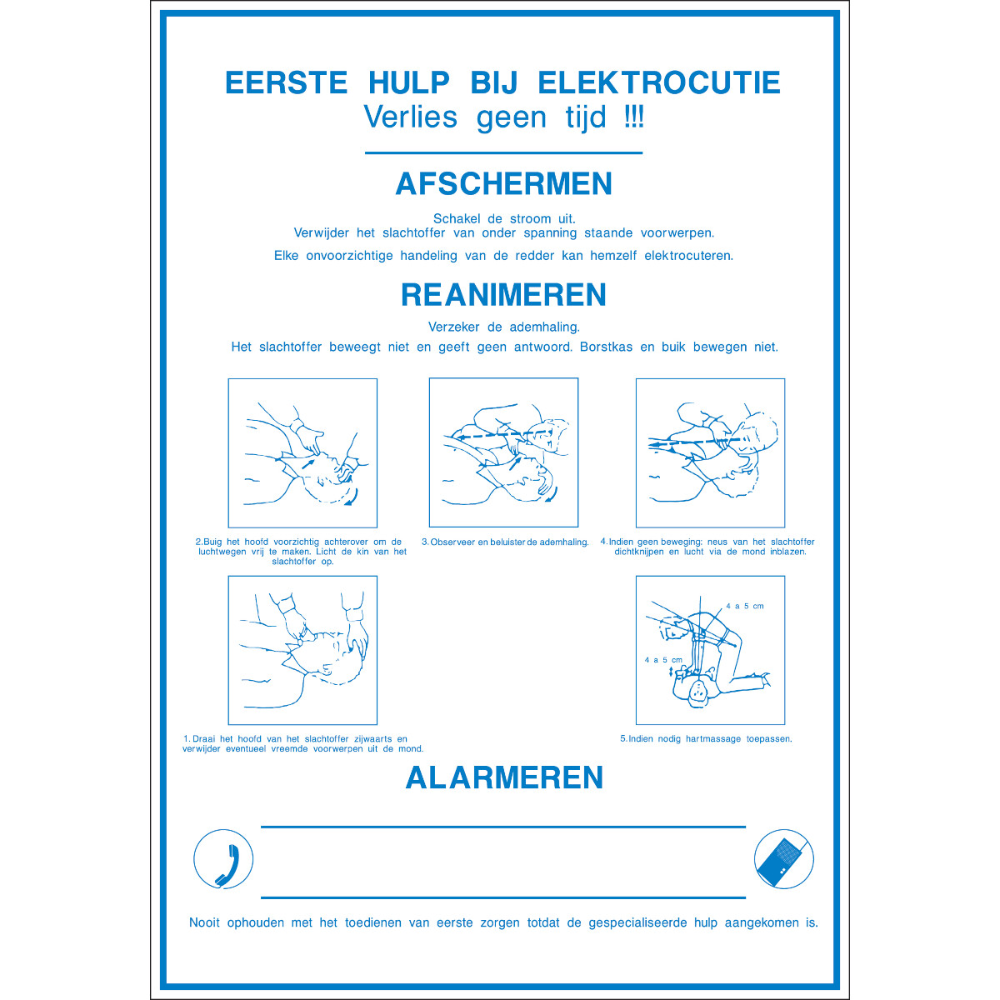 EERSTE HULP BIJ ELEKTROCUTIE
Verlies geen tijd !!!
AFSCHERMEN
Schakel de stroom uit.
Verwijder het slachtoffer van onder spanning staande voorwerpen.
Elke onvoorzichtige handeling van de redder kan hemzelf elektrocuteren.
REANIMEREN
Verzeker de ademhaling.
Het slachtoffer beweegt niet en geeft geen antwoord. Borstkas en buik bewegen niet.
2.Buig het hoofd voorzichtig achterover om de
luchtwegen vrij te maken. Licht de kin van het
slachtoffer op.
3.Observeer en beluister de ademhaling.
4.Indien geen beweging: neus van het slachtoffer
dichtknijpen en lucht via de mond inblazen.
4 a 5 cm
4 a 5 cm
1.Draai het hoofd van het slachtoffer zijwaarts en
verwijder eventueel vreemde voorwerpen uit de mond.
5.Indien nodig hartmassage toepassen.
ALARMEREN
Nooit ophouden met het toedienen van eerste zorgen totdat de gespecialiseerde hulp aangekomen is.